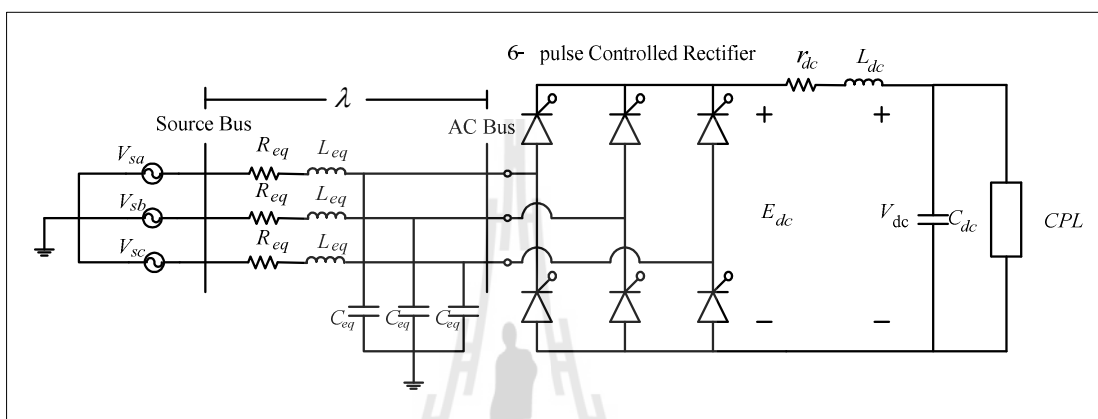 6- pulse Controlled Rectifier
r_dc
L_dc
λ
Source Bus
AC Bus
V_sa
R_eq
L_eq
V_sb
R_eq
L_eq
V_sc
R_eq
L_eq
+
+
E_dc
V_dc
C_dc
CPL
C_eq
C_eq
C_eq
−
−